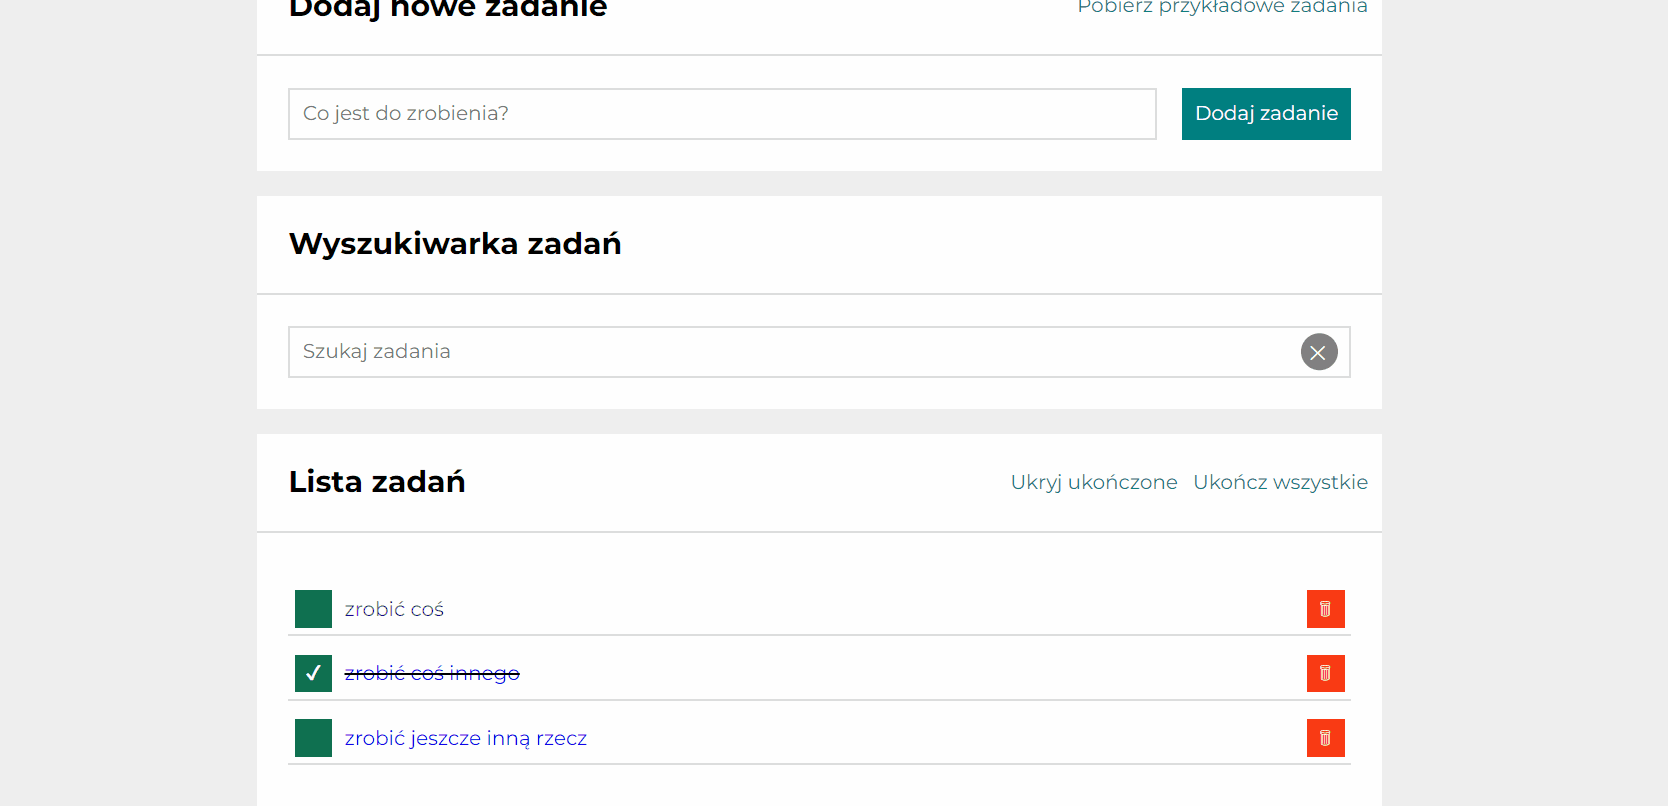 Dodaj nowe zadanie
Pobierz przykładowe zadania
Co jest do zrobienia?
Dodaj zadanie
Wyszukiwarka zadań
Szukaj zadania
Lista zadań
Ukryj ukończone
Ukończ wszystkie
zrobić coś
zrobić coś innego
zrobić jeszcze inną rzecz